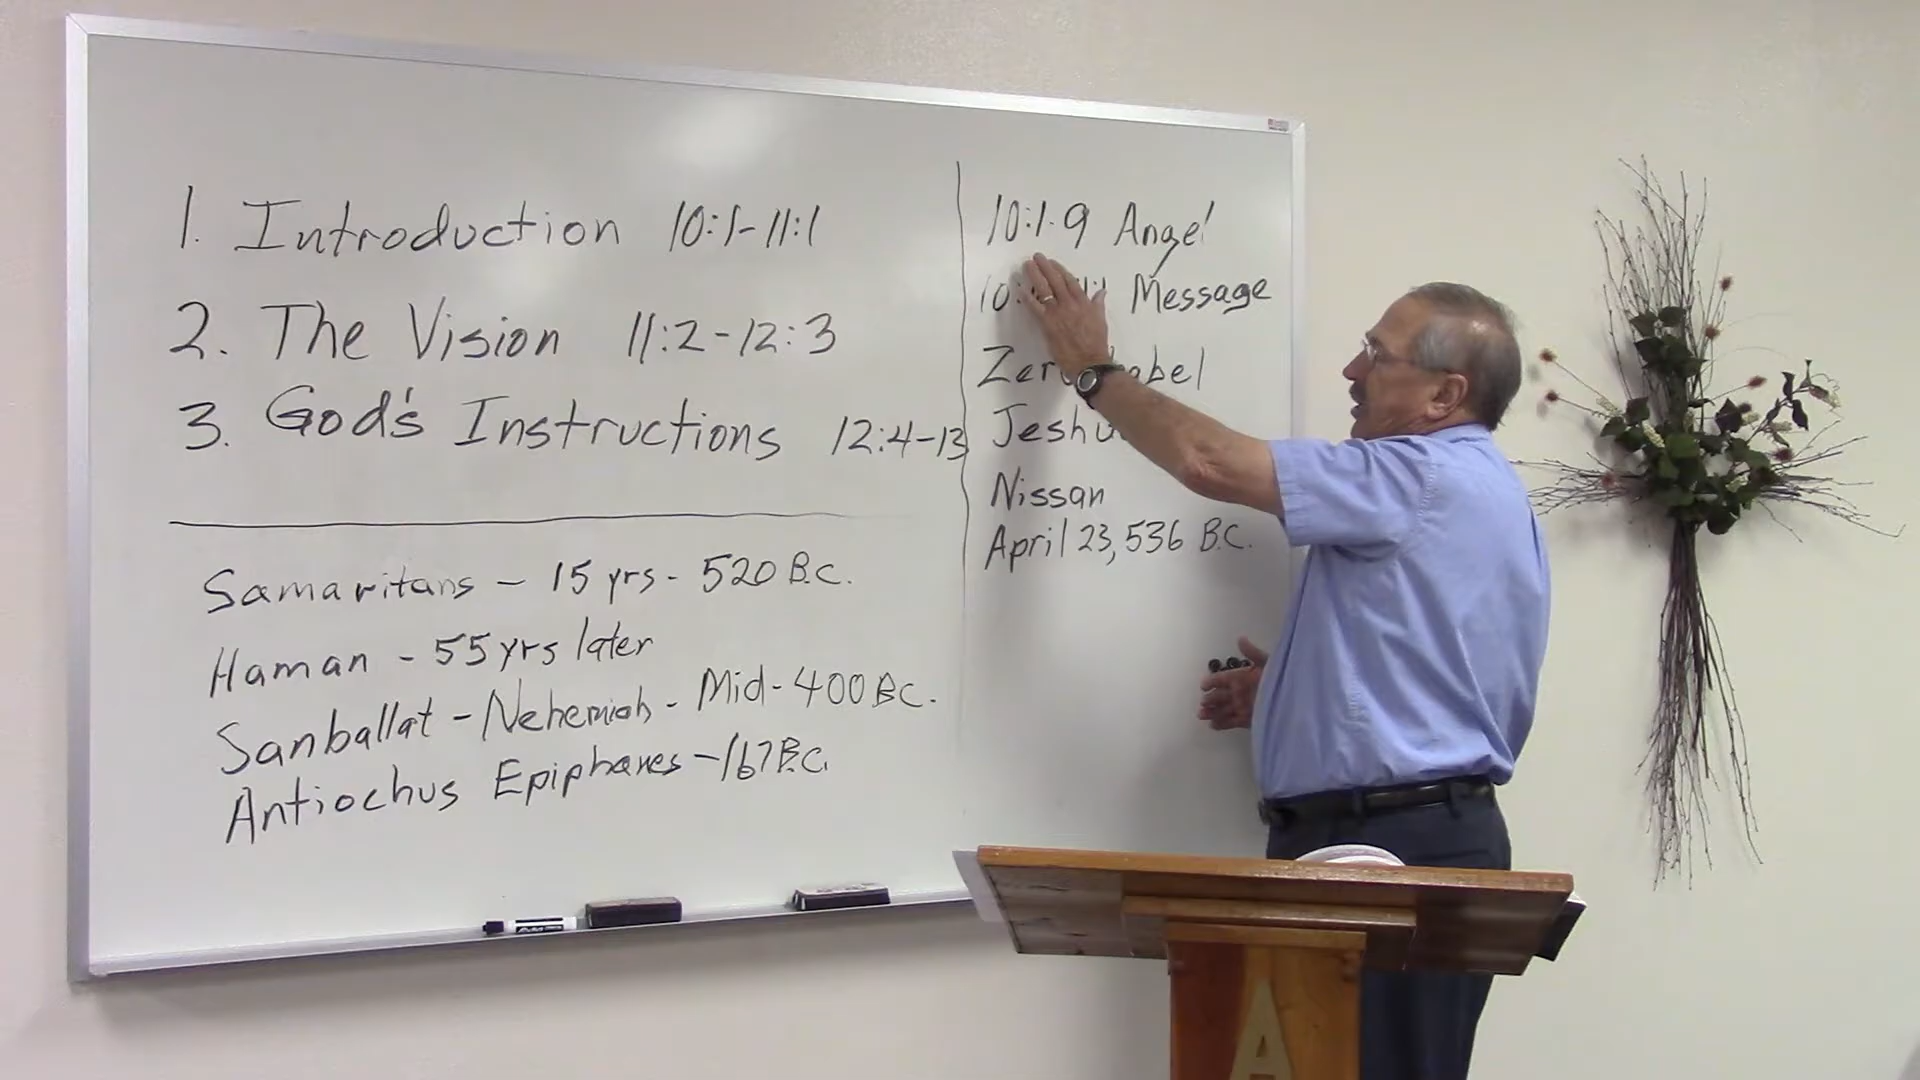 1. Introduction 10:1-11:1
2. The Vision 11:2-12:3
3. God's Instructions 12:4-13
Samaritans - 15 yrs - 520 B.C.
Haman - 55 yrs later
Sanballat - Nehemiah - Mid-400 B.C.
Antiochus Epiphanes - 167 B.C.
10:1-9 Angel
Message
Nissan
April 23, 536 B.C.
A